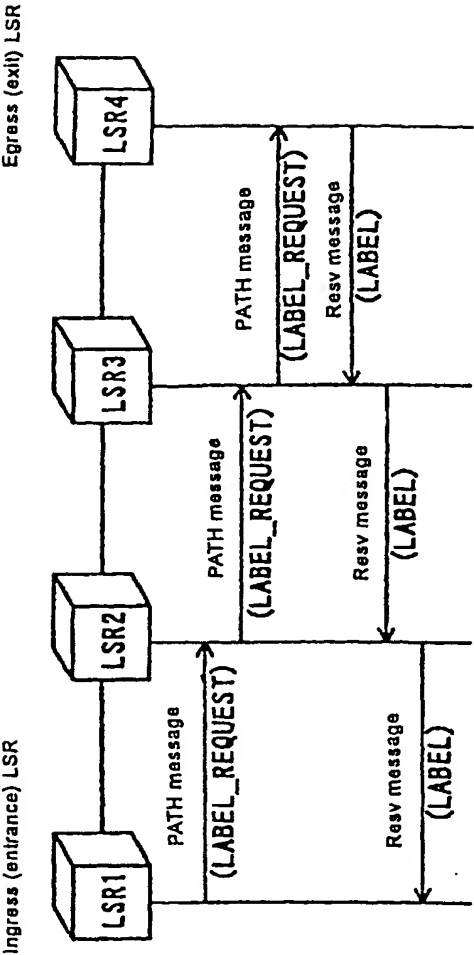 Ingress (entrance) LSR
Egress (exit) LSR
LSR1
LSR2
LSR3
LSR4
PATH message
(LABEL_REQUEST)
PATH message
(LABEL_REQUEST)
PATH message
(LABEL_REQUEST)
Resv message
(LABEL)
Resv message
(LABEL)
Resv message
(LABEL)